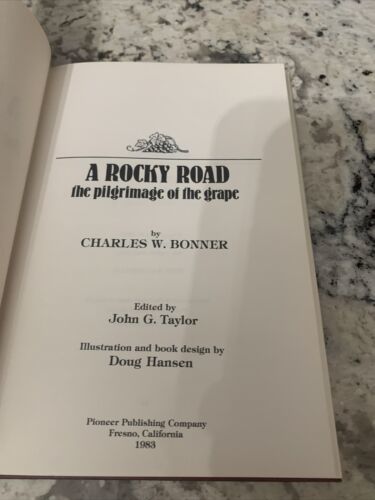 A ROCKY ROAD
the pilgrimage of the grape
by
CHARLES W. BONNER
Edited by
John G. Taylor
Illustration and book design by
Doug Hansen
Pioneer Publishing Company
Fresno, California
1983